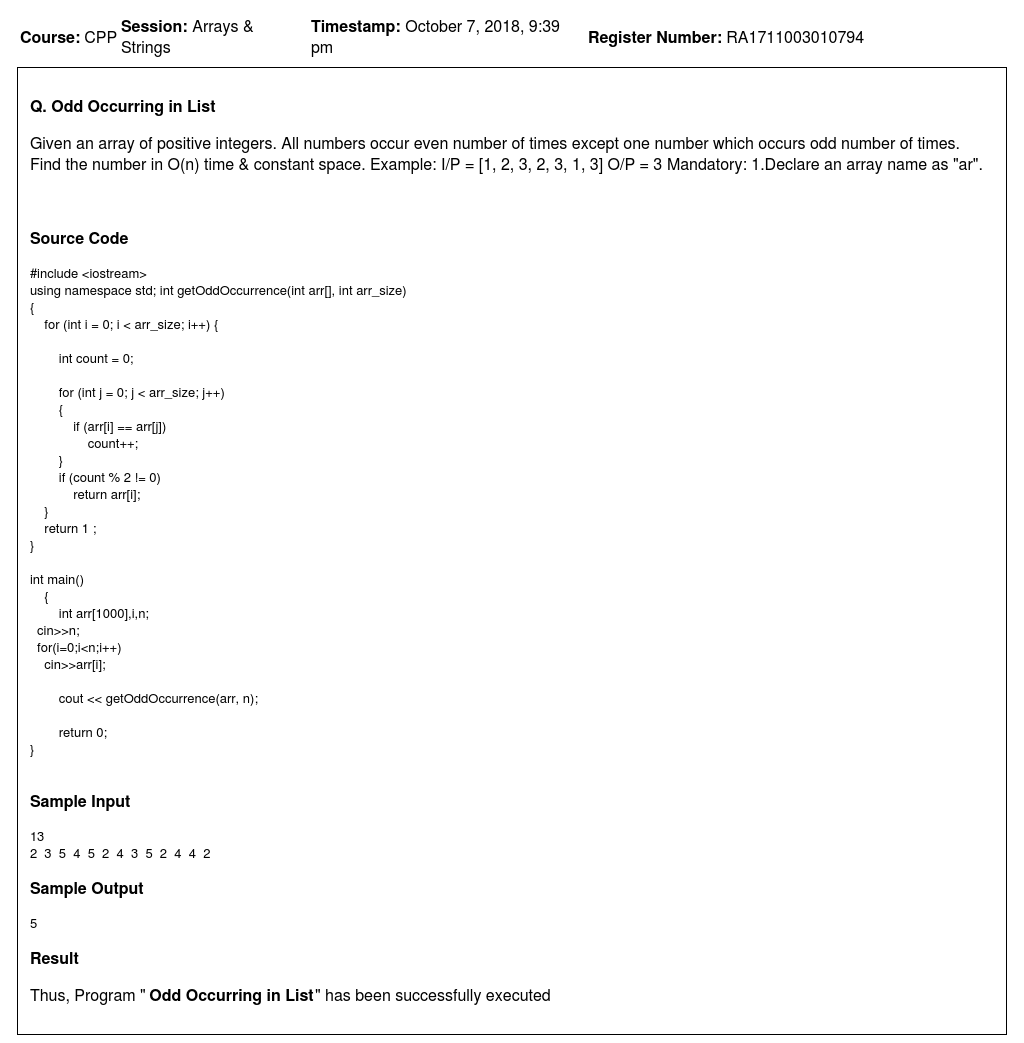 Course: CPP Session: Arrays & Strings Timestamp: October 7, 2018, 9:39 pm Register Number: RA1711003010794
Q. Odd Occurring in List
Given an array of positive integers. All numbers occur even number of times except one number which occurs odd number of times.
Find the number in O(n) time & constant space. Example: I/P = [1, 2, 3, 2, 3, 1, 3] O/P = 3 Mandatory: 1.Declare an array name as "ar".
Source Code
#include <iostream>
using namespace std; int getOddOccurrence(int arr[], int arr_size)
{
    for (int i = 0; i < arr_size; i++) {
        int count = 0;
        for (int j = 0; j < arr_size; j++)
        {
            if (arr[i] == arr[j])
                count++;
        }
        if (count % 2 != 0)
            return arr[i];
    }
    return 1 ;
}
int main()
    {
        int arr[1000],i,n;
  cin>>n;
  for(i=0;i<n;i++)
    cin>>arr[i];
        cout << getOddOccurrence(arr, n);
        return 0;
}
Sample Input
13
2 3 5 4 5 2 4 3 5 2 4 4 2
Sample Output
5
Result
Thus, Program " Odd Occurring in List" has been successfully executed